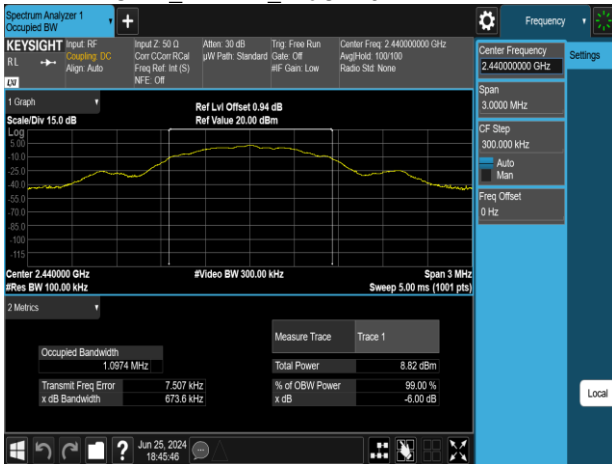 Spectrum Analyzer 1
Occupied BW
+
Frequency
KEYSIGHT
RL
LXI
Input: RF
Coupling: DC
Align: Auto
Input Z: 50 Ω
Corr CCorr RCal
Freq Ref: Int (S)
NFE: Off
Atten: 30 dB
µW Path: Standard
Trig: Free Run
Gate: Off
#IF Gain: Low
Center Freq: 2.440000000 GHz
Avg|Hold: 100/100
Radio Std: None
Center Frequency
2.440000000 GHz
Settings
Span
3.0000 MHz
CF Step
300.000 kHz
Auto
Man
Freq Offset
0 Hz
Local
1 Graph
Scale/Div 15.0 dB
Ref Lvl Offset 0.94 dB
Ref Value 20.00 dBm
Log
5.00
-10.0
-25.0
-40.0
-55.0
-70.0
-85.0
-100
-115
Center 2.440000 GHz
#Res BW 100.00 kHz
#Video BW 300.00 kHz
Span 3 MHz
Sweep 5.00 ms (1001 pts)
2 Metrics
Measure Trace
Trace 1
Occupied Bandwidth
1.0974 MHz
Total Power
8.82 dBm
Transmit Freq Error
7.507 kHz
% of OBW Power
99.00 %
x dB Bandwidth
673.6 kHz
x dB
-6.00 dB
?
Jun 25, 2024
18:45:46